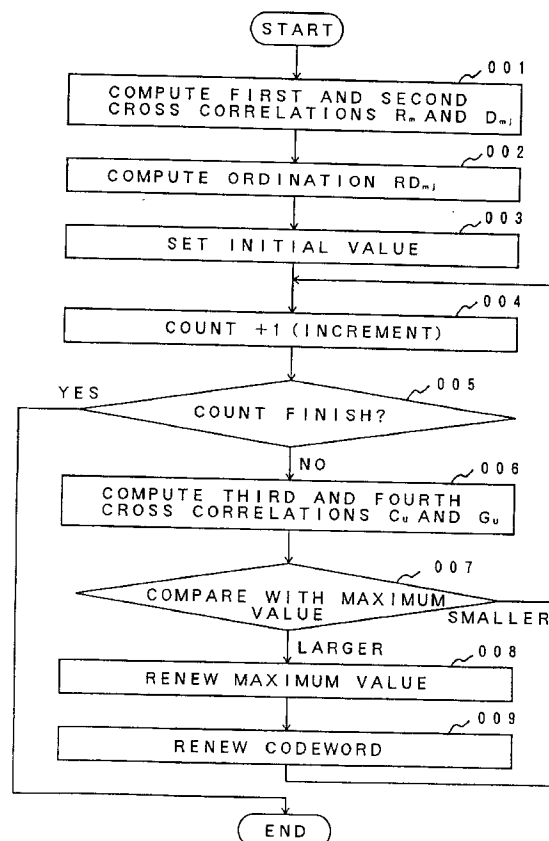 START
001
COMPUTE FIRST AND SECOND
CROSS CORRELATIONS Rm AND Dmj
002
COMPUTE ORDINATION RDmj
003
SET INITIAL VALUE
004
COUNT +1 (INCREMENT)
005
YES
COUNT FINISH?
NO
006
COMPUTE THIRD AND FOURTH
CROSS CORRELATIONS Cu AND Gu
007
COMPARE WITH MAXIMUM
VALUE
SMALLER
LARGER
008
RENEW MAXIMUM VALUE
009
RENEW CODEWORD
END